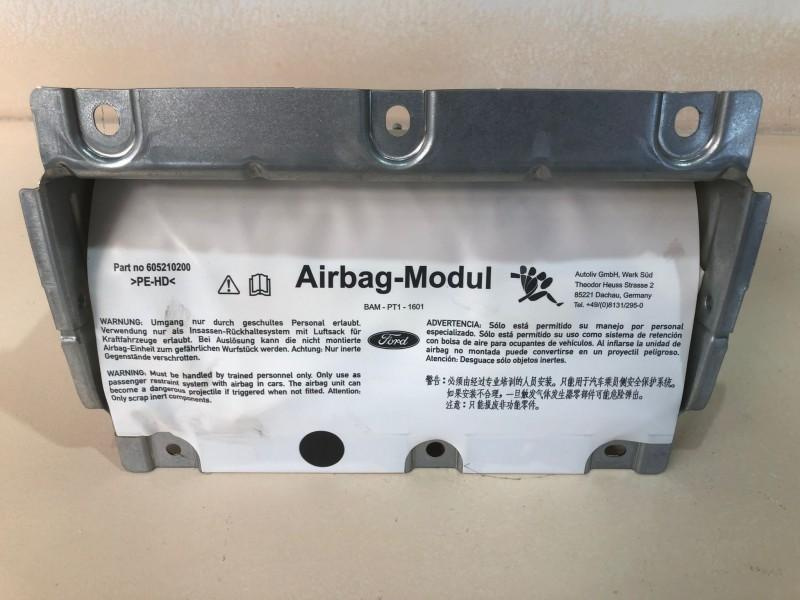 Part no 605210200
>PE-HD<
Airbag-Modul
BAM - PT1 - 1601
Autoliv GmbH, Werk Süd
Theodor Heuss Strasse 2
85221 Dachau, Germany
Tel. +49/(0)8131/295-0
WARNUNG: Umgang nur durch geschultes Personal erlaubt.
Verwendung nur als Insassen-Rückhaltesystem mit Luftsack für
Kraftfahrzeuge erlaubt. Bei Auslösung kann die nicht montierte
Airbag-Einheit zum gefährlichen Wurfstück werden. Achtung: Nur inerte
Gegenstände verschrotten.
WARNING: Must be handled by trained personnel only. Only use as
passenger restraint system with airbag in cars. The airbag unit can
become a dangerous projectile if triggered when not fitted. Attention:
Only scrap inert components.
Ford
ADVERTENCIA: Sólo está permitido su manejo por personal
especializado. Sólo está permitido su uso como sistema de retención
con bolsa de aire para ocupantes de vehículos. Al inflarse la unidad de
airbag no montada puede convertirse en un proyectil peligroso.
Atención: Desguace sólo objetos inertes.
警告：必须由经过专业培训的人员安装。只能用于汽车乘员侧安全保护系统。
如果安装不合理，一旦触发气体发生器零部件可能危险弹出。
注意：只能报废非功能零件。